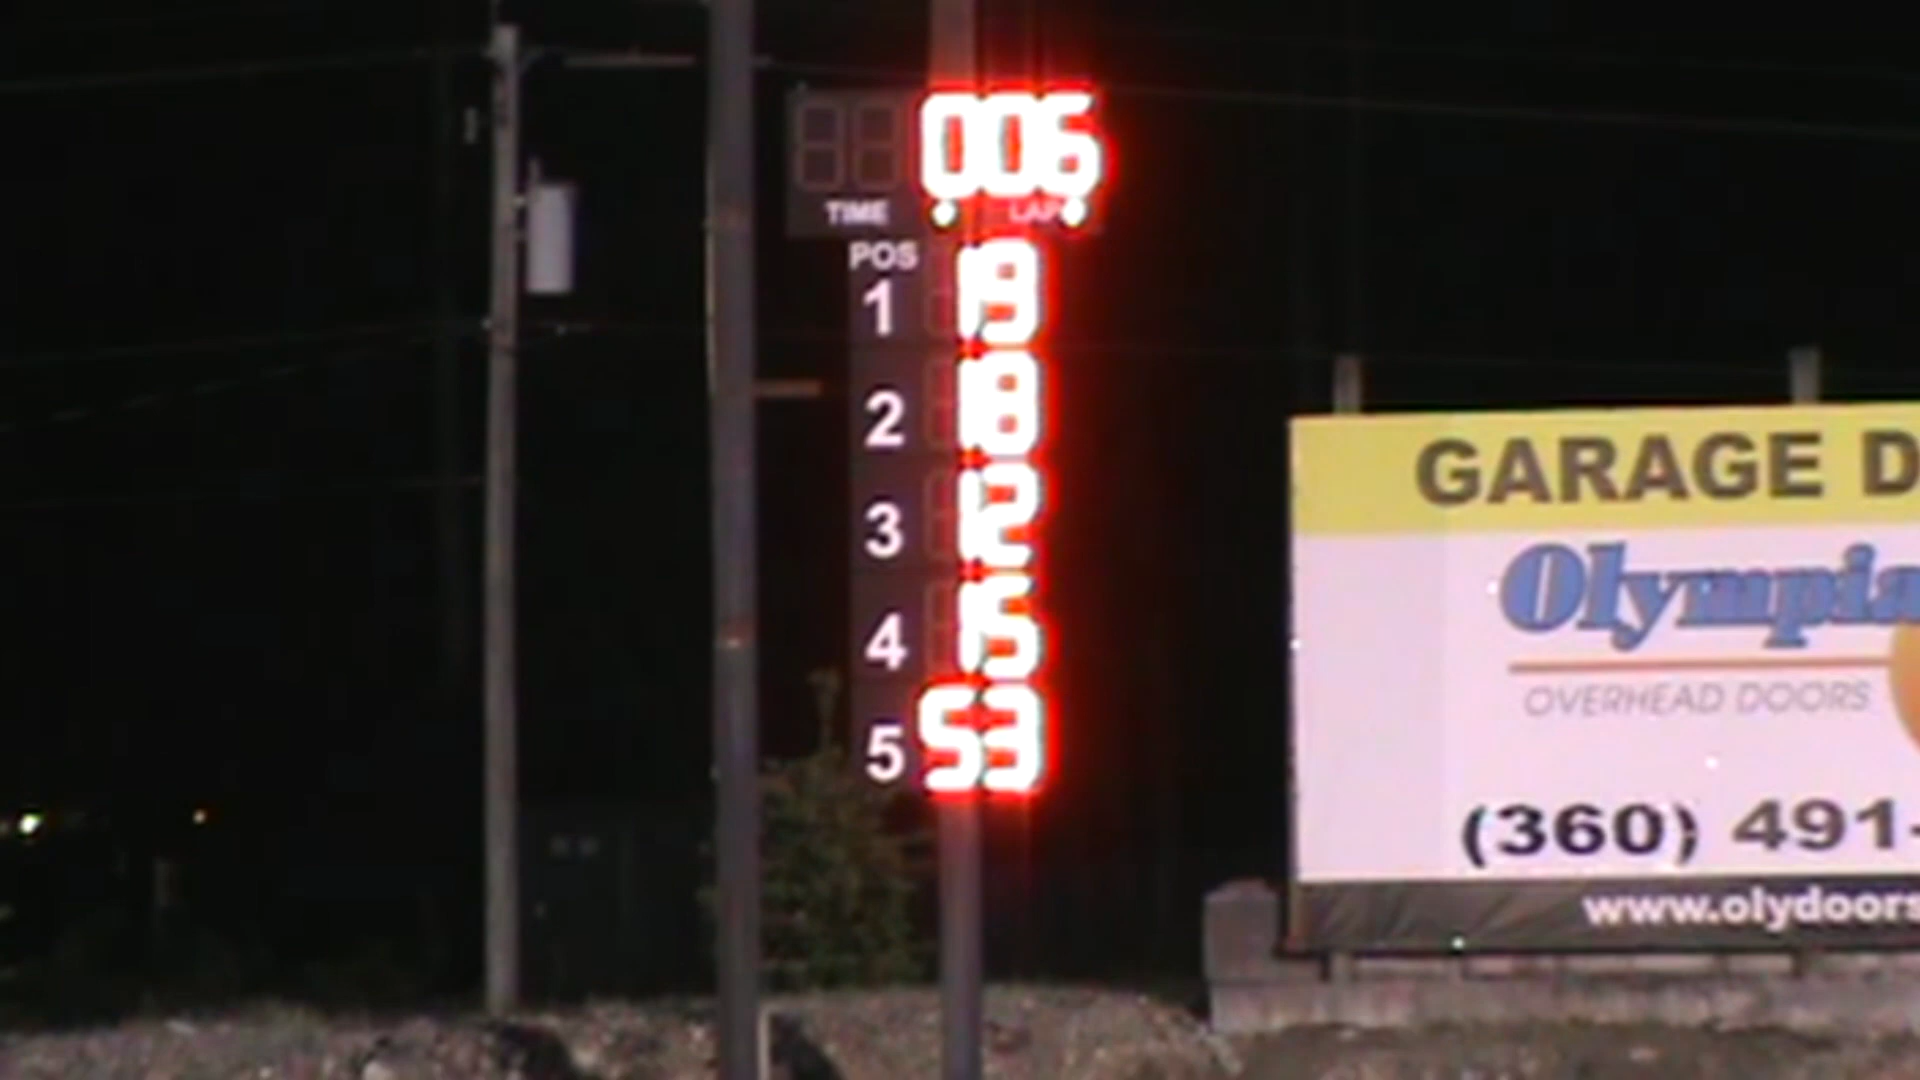 006
TIME LAP
POS
1 19
2 18
3 12
4 15
5 53
GARAGE D
Olympia
OVERHEAD DOORS
(360) 491-
www.olydoors